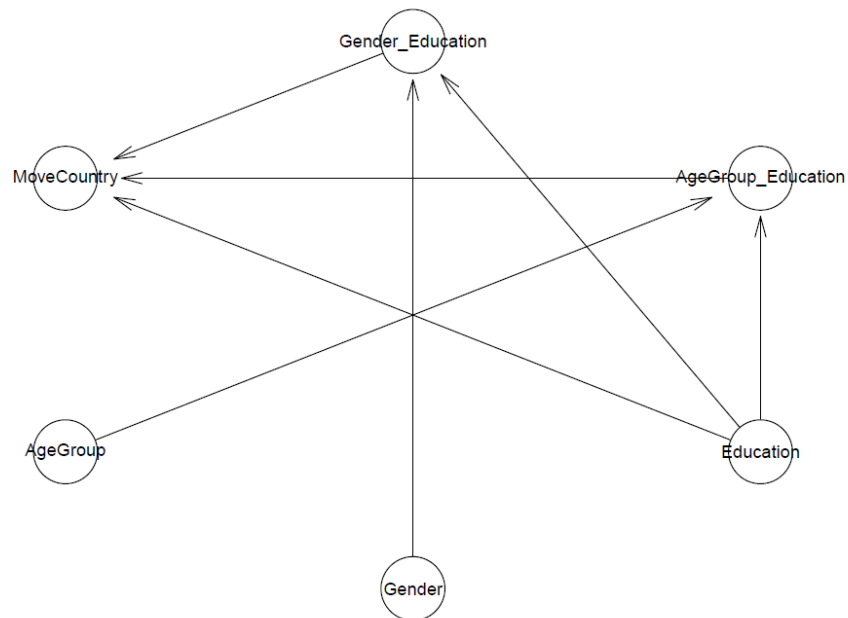 Gender_Education
MoveCountry
AgeGroup_Education
AgeGroup
Education
Gender